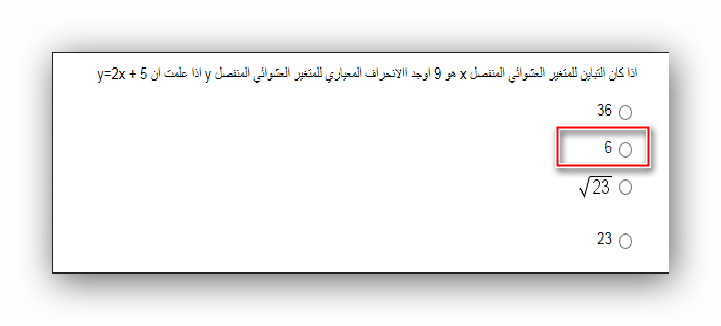 اذا كان التباين للمتغير العشوائي المنفصل x هو 9 اوجد الانحراف المعياري للمتغير العشوائي المنفصل y اذا علمت ان y=2x + 5
36
6
√23
23